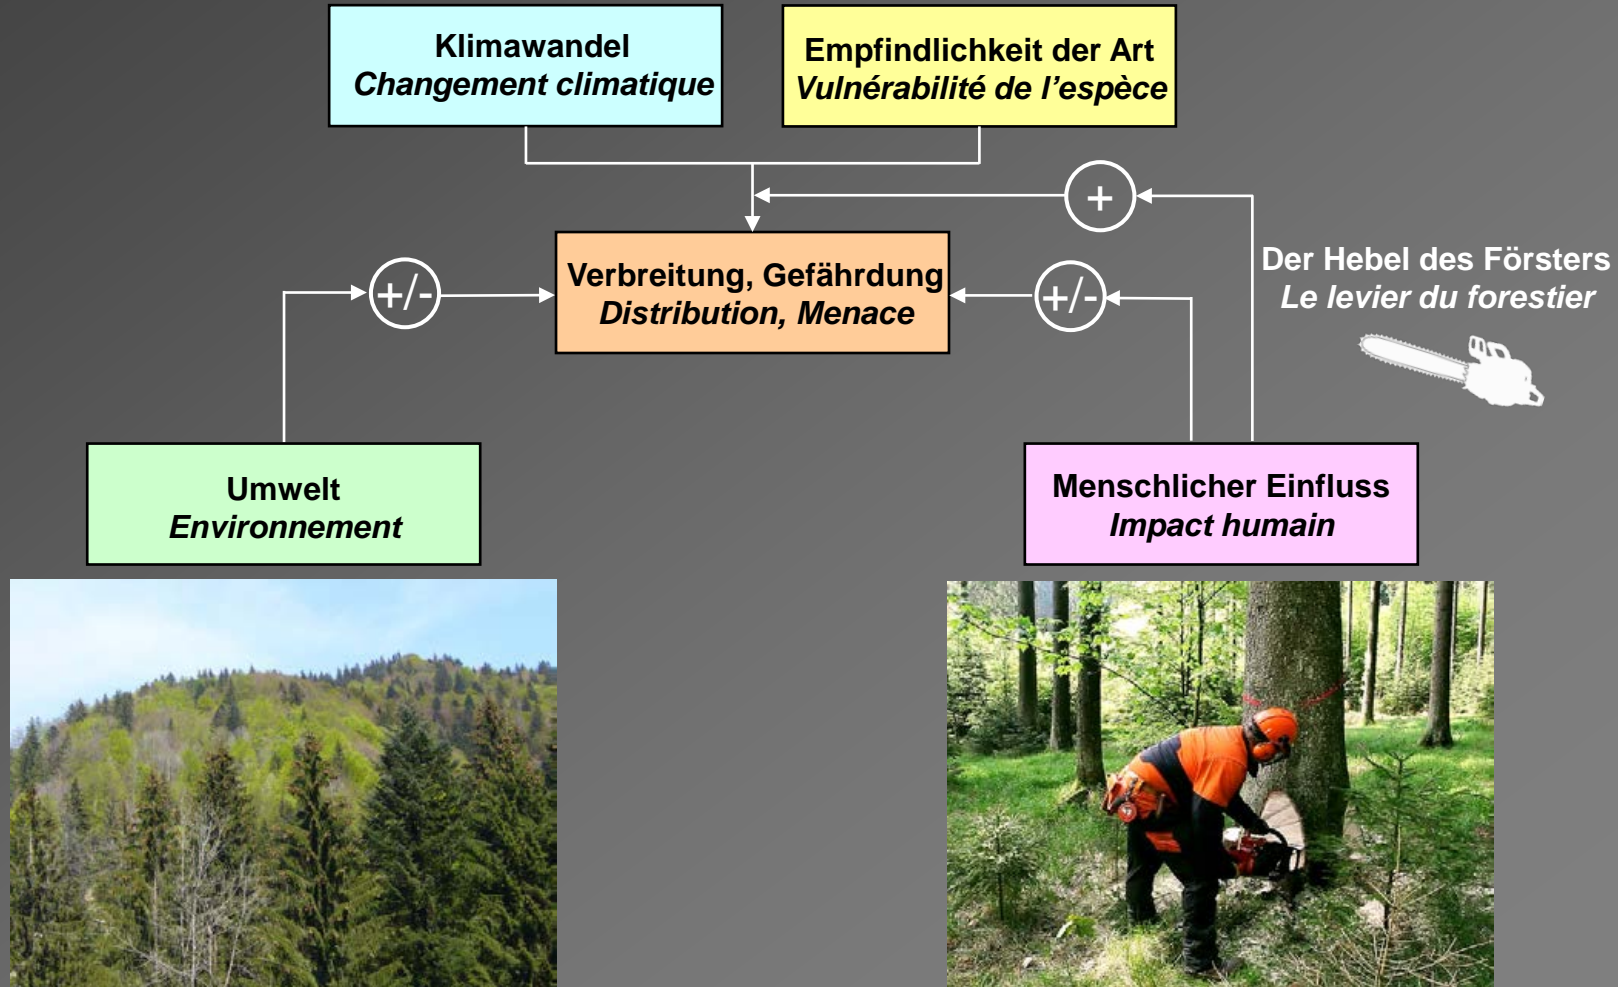 Klimawandel
Changement climatique
Empfindlichkeit der Art
Vulnérabilité de l'espèce
+
Der Hebel des Försters
Le levier du forestier
+/-
Verbreitung, Gefährdung
Distribution, Menace
+/-
Umwelt
Environnement
Menschlicher Einfluss
Impact humain